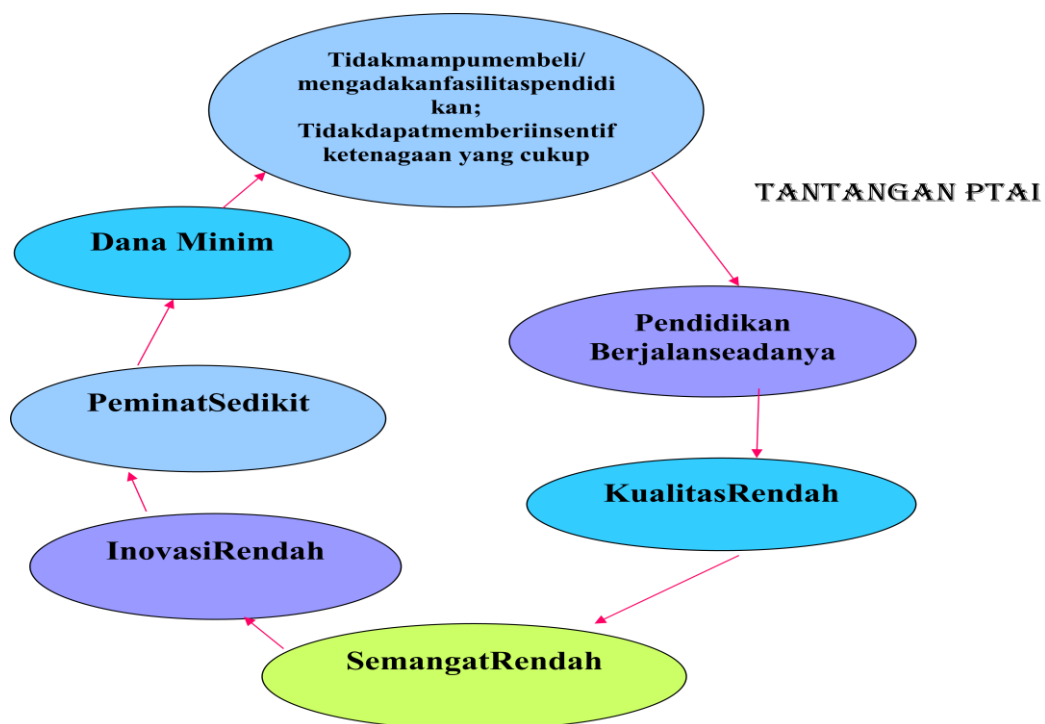 Tidakmampumembeli/
mengadakanfasilitaspendidi
kan;
Tidakdapatmemberiinsentif
ketenagaan yang cukup
TANTANGAN PTAI
Dana Minim
Pendidikan
Berjalanseadanya
PeminatSedikit
KualitasRendah
InovasiRendah
SemangatRendah